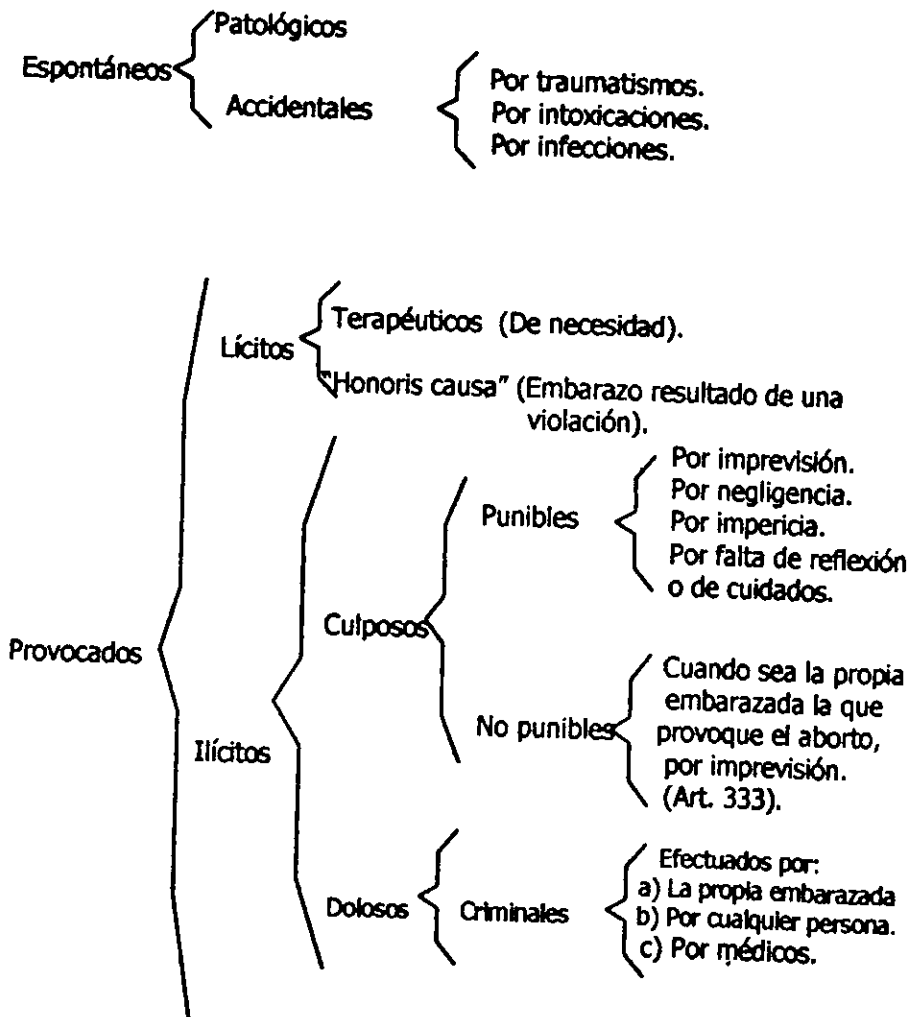 Patológicos
Espontáneos
Accidentales
Por traumatismos.
Por intoxicaciones.
Por infecciones.
Provocados
Lícitos
Terapéuticos (De necesidad).
"Honoris causa" (Embarazo resultado de una
violación).
Ilícitos
Culposos
Punibles
Por imprevisión.
Por negligencia.
Por impericia.
Por falta de reflexión
o de cuidados.
No punibles
Cuando sea la propia
embarazada la que
provoque el aborto,
por imprevisión.
(Art. 333).
Dolosos
Criminales
Efectuados por:
a) La propia embarazada
b) Por cualquier persona.
c) Por médicos.